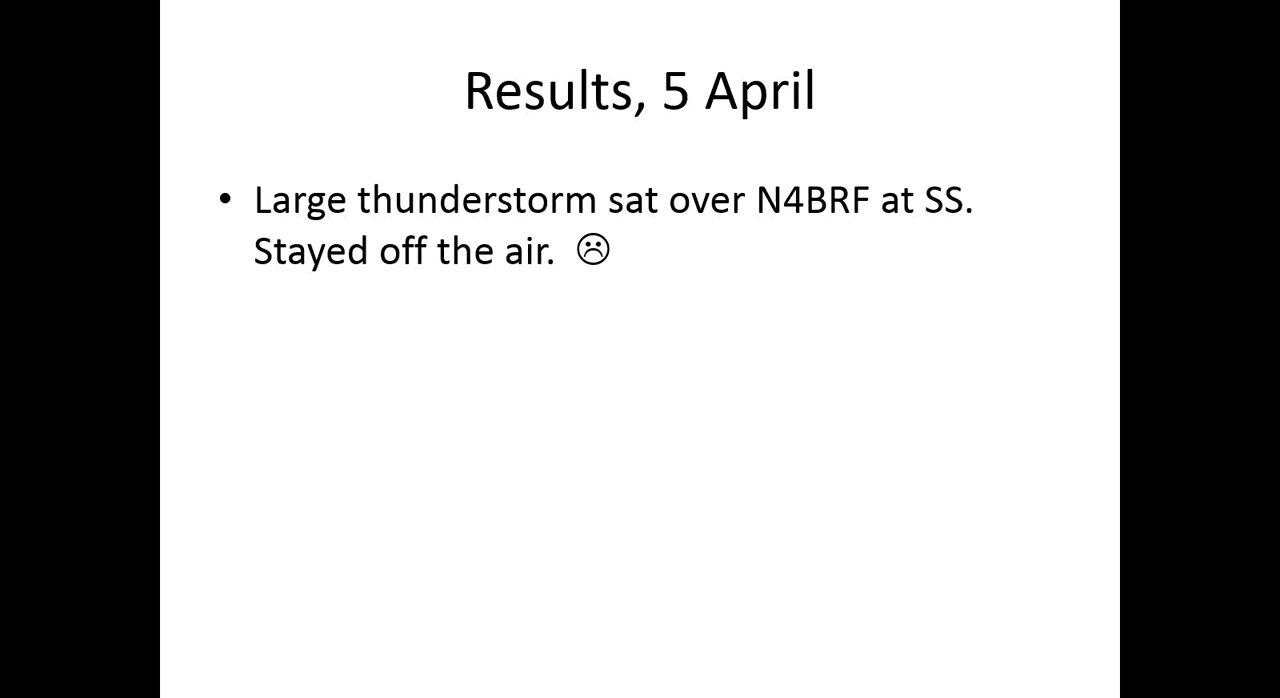 Results, 5 April
• Large thunderstorm sat over N4BRF at SS.
Stayed off the air. ☹